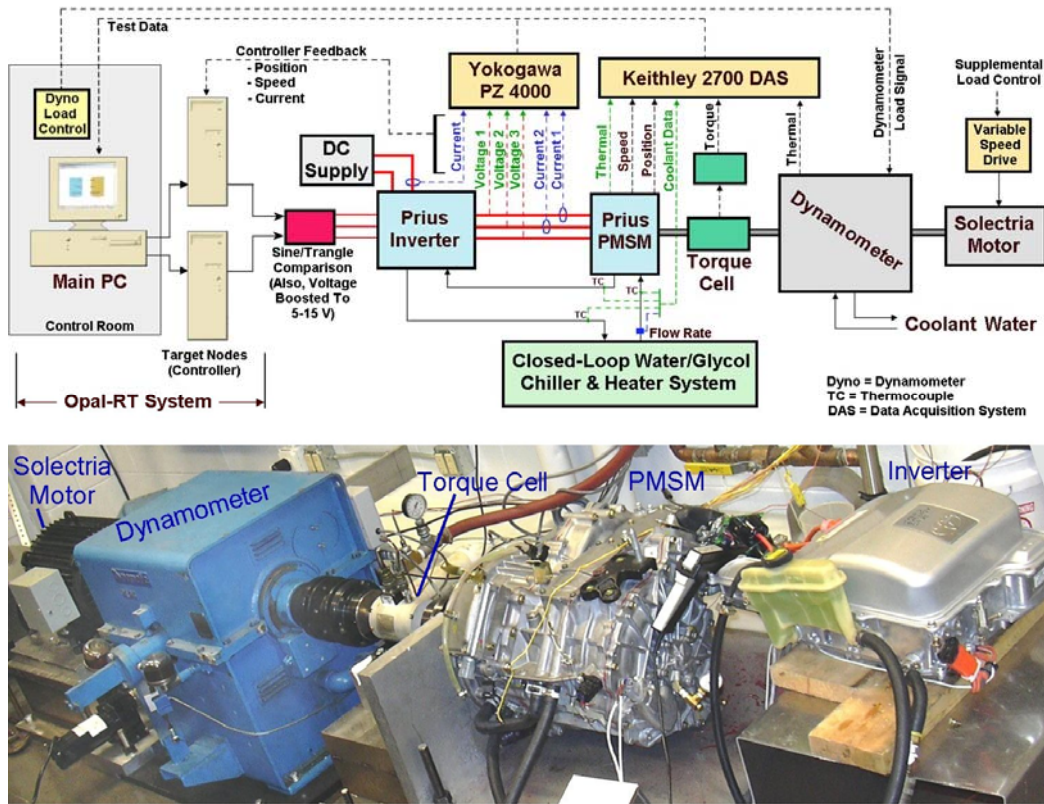 Test Data
Controller Feedback
- Position
- Speed
- Current
Yokogawa
PZ 4000
Keithley 2700 DAS
Dynamometer
Load Signal
Supplemental
Load Control
Dyno
Load
Control
DC
Supply
Current
Voltage 1
Voltage 2
Voltage 3
Current 2
Current 1
Thermal
Speed
Position
Coolant Data
Torque
Thermal
Variable
Speed
Drive
Prius
Inverter
Prius
PMSM
Dynamometer
Solectria
Motor
Main PC
Sine/Trangle
Comparison
(Also, Voltage
Boosted To
5-15 V)
Torque
Cell
TC
TC
TC
Flow Rate
Coolant Water
Control Room
Target Nodes
(Controller)
Closed-Loop Water/Glycol
Chiller & Heater System
Opal-RT System
Dyno = Dynamometer
TC = Thermocouple
DAS = Data Acquisition System
Solectria
Motor
Dynamometer
Torque Cell
PMSM
Inverter